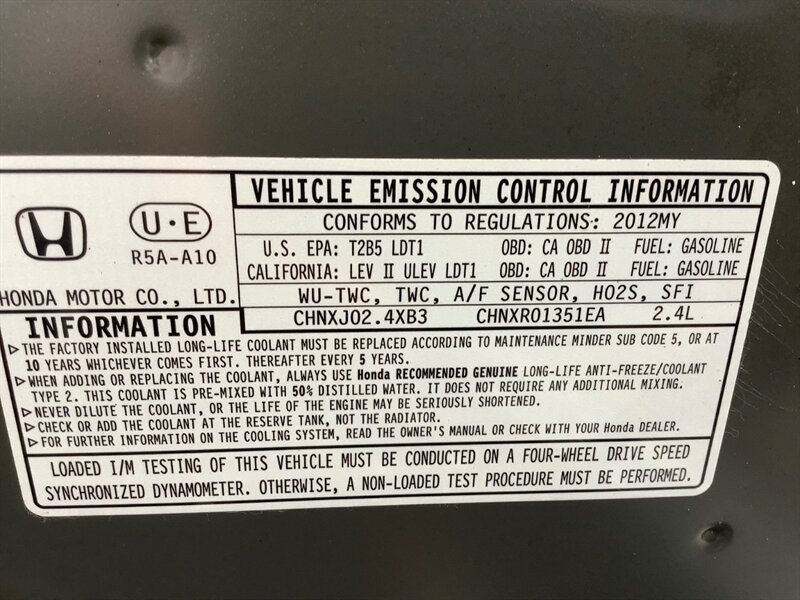 VEHICLE EMISSION CONTROL INFORMATION
U·E
R5A-A10
CONFORMS TO REGULATIONS: 2012MY
U.S. EPA: T2B5 LDT1 OBD: CA OBD II FUEL: GASOLINE
CALIFORNIA: LEV II ULEV LDT1 OBD: CA OBD II FUEL: GASOLINE
HONDA MOTOR CO., LTD.
WU-TWC, TWC, A/F SENSOR, HO2S, SFI
CHNXJ02.4XB3 CHNXR01351EA 2.4L
INFORMATION
▷THE FACTORY INSTALLED LONG-LIFE COOLANT MUST BE REPLACED ACCORDING TO MAINTENANCE MINDER SUB CODE 5, OR AT
10 YEARS WHICHEVER COMES FIRST. THEREAFTER EVERY 5 YEARS.
▷WHEN ADDING OR REPLACING THE COOLANT, ALWAYS USE Honda RECOMMENDED GENUINE LONG-LIFE ANTI-FREEZE/COOLANT
TYPE 2. THIS COOLANT IS PRE-MIXED WITH 50% DISTILLED WATER. IT DOES NOT REQUIRE ANY ADDITIONAL MIXING.
▷NEVER DILUTE THE COOLANT, OR THE LIFE OF THE ENGINE MAY BE SERIOUSLY SHORTENED.
▷CHECK OR ADD THE COOLANT AT THE RESERVE TANK, NOT THE RADIATOR.
▷FOR FURTHER INFORMATION ON THE COOLING SYSTEM, READ THE OWNER'S MANUAL OR CHECK WITH YOUR Honda DEALER.
LOADED I/M TESTING OF THIS VEHICLE MUST BE CONDUCTED ON A FOUR-WHEEL DRIVE SPEED
SYNCHRONIZED DYNAMOMETER. OTHERWISE, A NON-LOADED TEST PROCEDURE MUST BE PERFORMED.